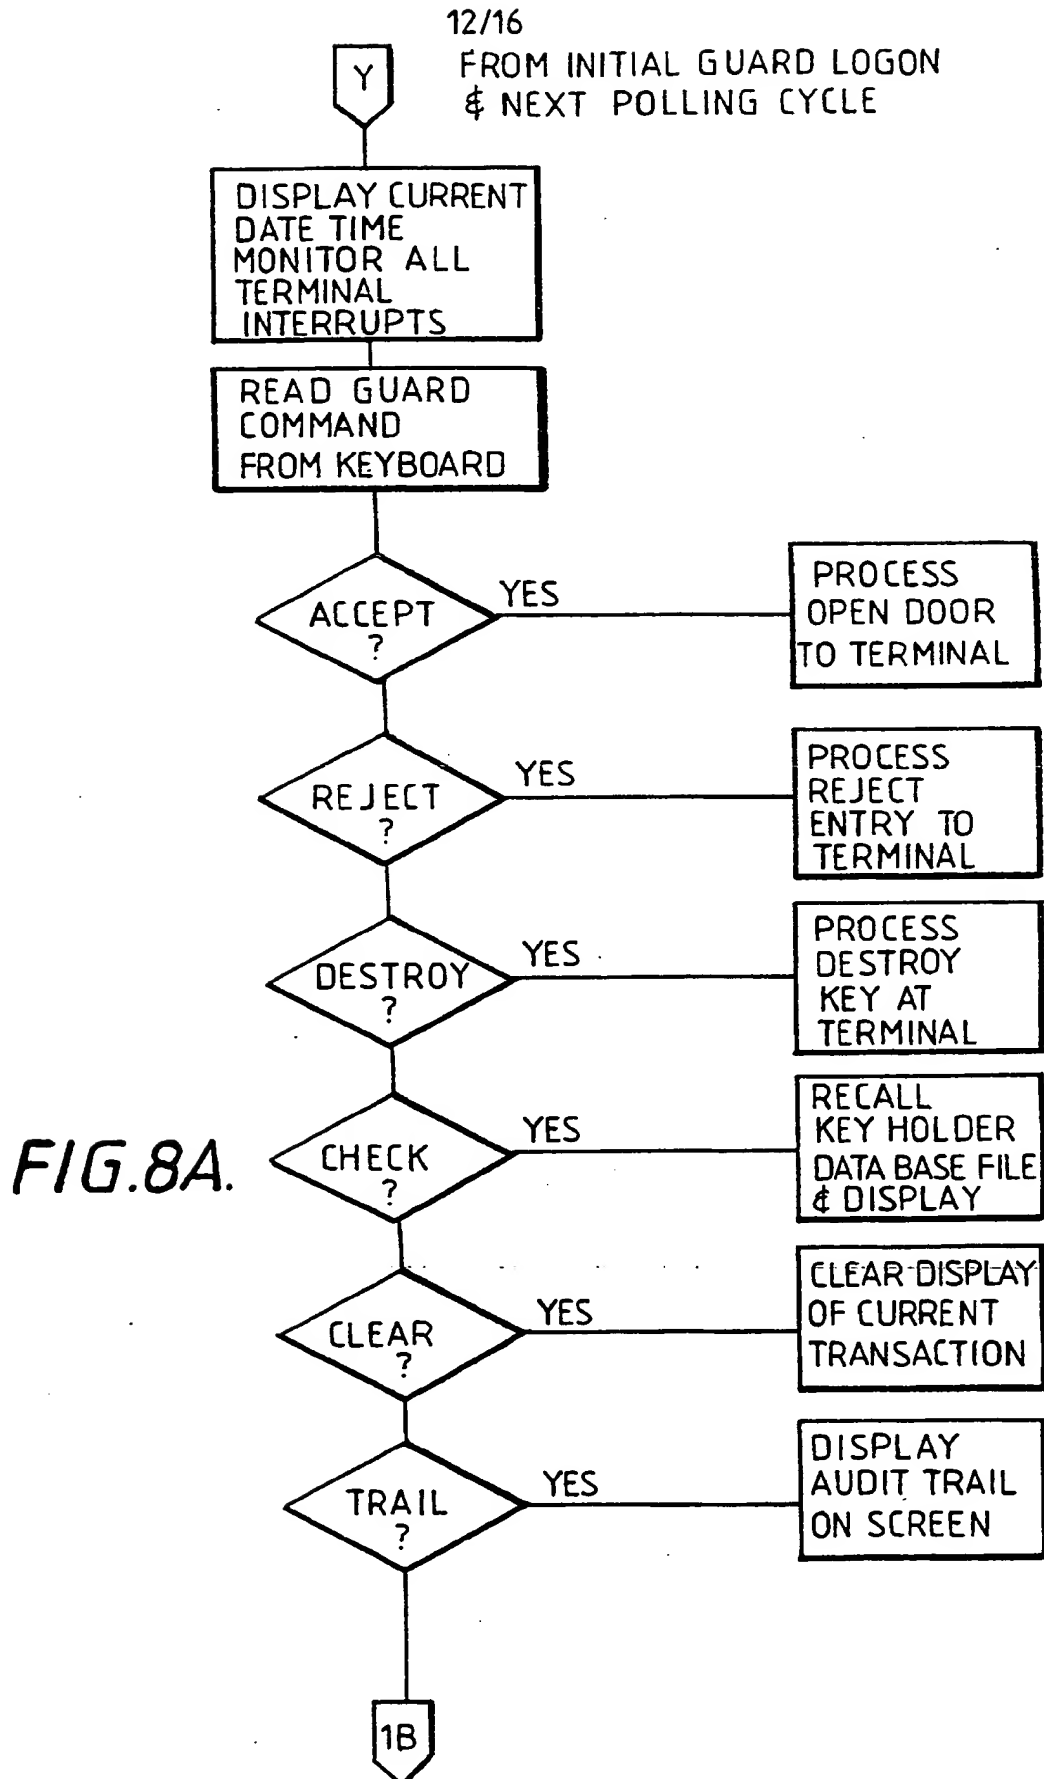 12/16
Y
FROM INITIAL GUARD LOGON
& NEXT POLLING CYCLE
DISPLAY CURRENT
DATE TIME
MONITOR ALL
TERMINAL
INTERRUPTS
READ GUARD
COMMAND
FROM KEYBOARD
ACCEPT
?
YES
PROCESS
OPEN DOOR
TO TERMINAL
REJECT
?
YES
PROCESS
REJECT
ENTRY TO
TERMINAL
DESTROY
?
YES
PROCESS
DESTROY
KEY AT
TERMINAL
FIG.8A.
CHECK
?
YES
RECALL
KEY HOLDER
DATA BASE FILE
& DISPLAY
CLEAR
?
YES
CLEAR DISPLAY
OF CURRENT
TRANSACTION
TRAIL
?
YES
DISPLAY
AUDIT TRAIL
ON SCREEN
1B